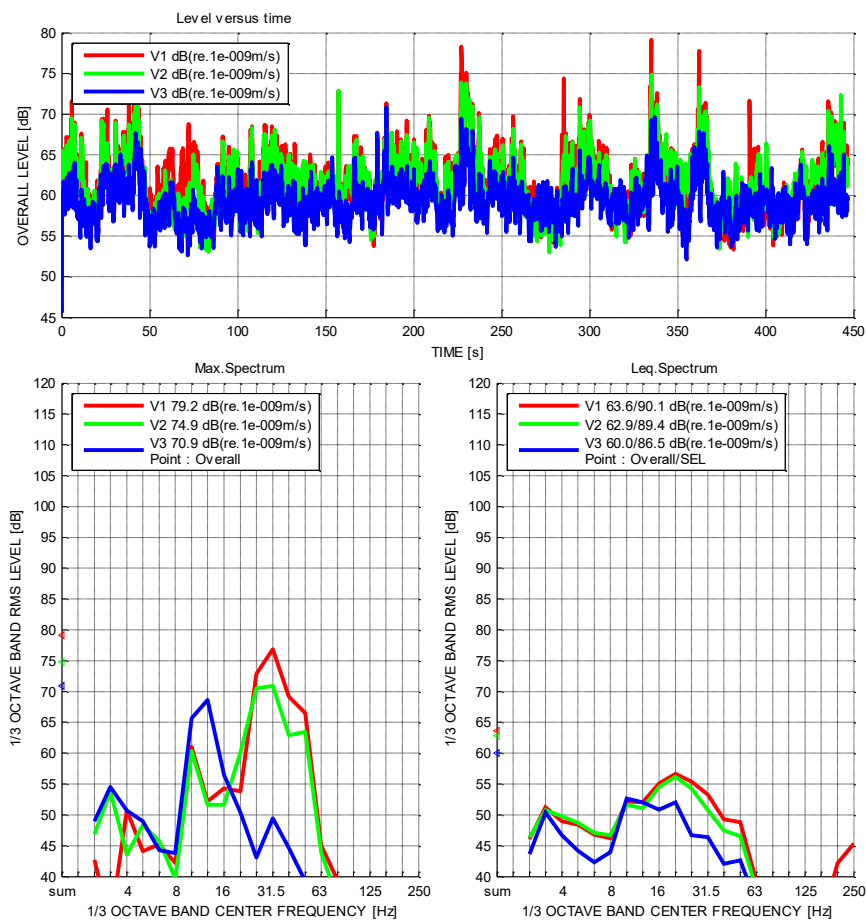 Level versus time
80
75
70
65
60
55
50
45
OVERALL LEVEL [dB]
V1 dB(re.1e-009m/s)
V2 dB(re.1e-009m/s)
V3 dB(re.1e-009m/s)
0 50 100 150 200 250 300 350 400 450
TIME [s]
Max.Spectrum
120
115
110
105
100
95
90
85
80
75
70
65
60
55
50
45
40
1/3 OCTAVE BAND RMS LEVEL [dB]
V1 79.2 dB(re.1e-009m/s)
V2 74.9 dB(re.1e-009m/s)
V3 70.9 dB(re.1e-009m/s)
Point : Overall
sum 4 8 16 31.5 63 125 250
1/3 OCTAVE BAND CENTER FREQUENCY [Hz]
Leq.Spectrum
120
115
110
105
100
95
90
85
80
75
70
65
60
55
50
45
40
1/3 OCTAVE BAND RMS LEVEL [dB]
V1 63.6/90.1 dB(re.1e-009m/s)
V2 62.9/89.4 dB(re.1e-009m/s)
V3 60.0/86.5 dB(re.1e-009m/s)
Point : Overall/SEL
sum 4 8 16 31.5 63 125 250
1/3 OCTAVE BAND CENTER FREQUENCY [Hz]